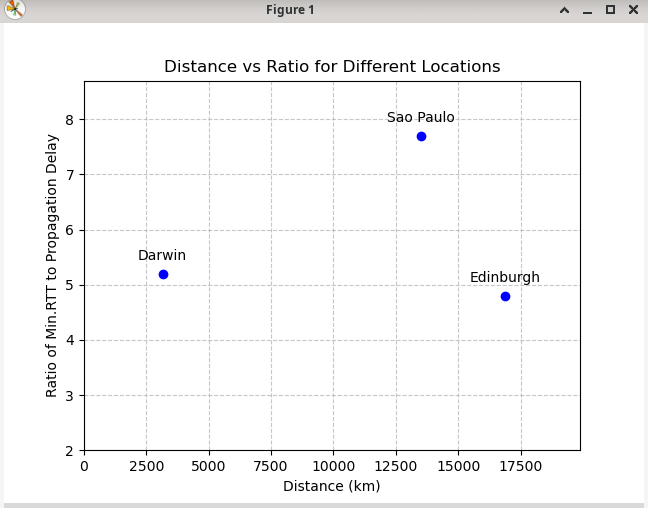 Figure 1
Distance vs Ratio for Different Locations
Ratio of Min.RTT to Propagation Delay
8
7
6
5
4
3
2
Sao Paulo
Darwin
Edinburgh
0 2500 5000 7500 10000 12500 15000 17500
Distance (km)